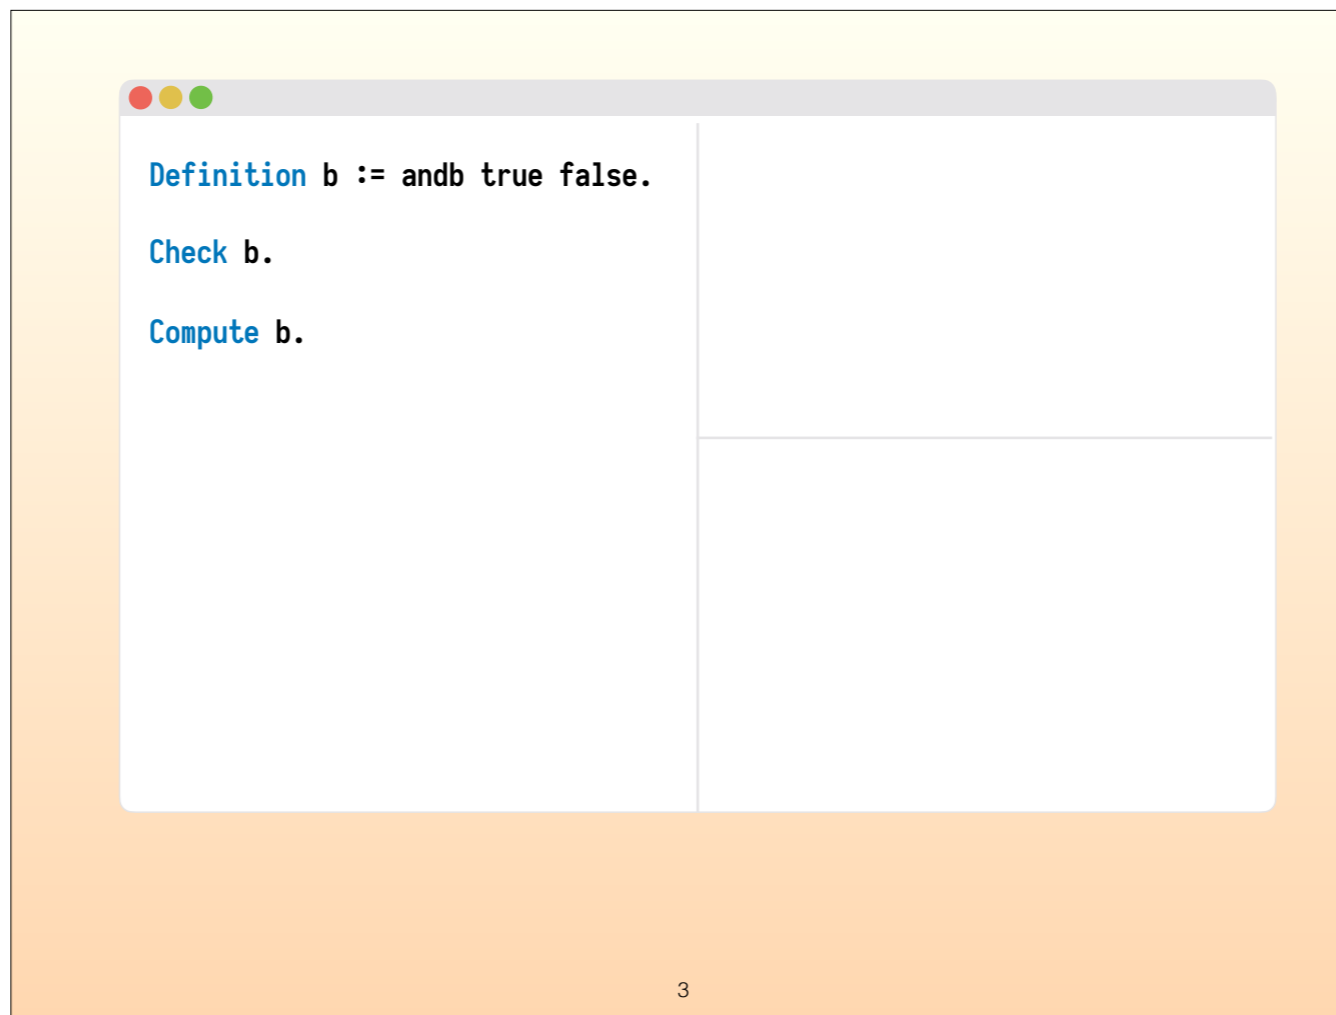 Definition b := andb true false.
Check b.
Compute b.
3